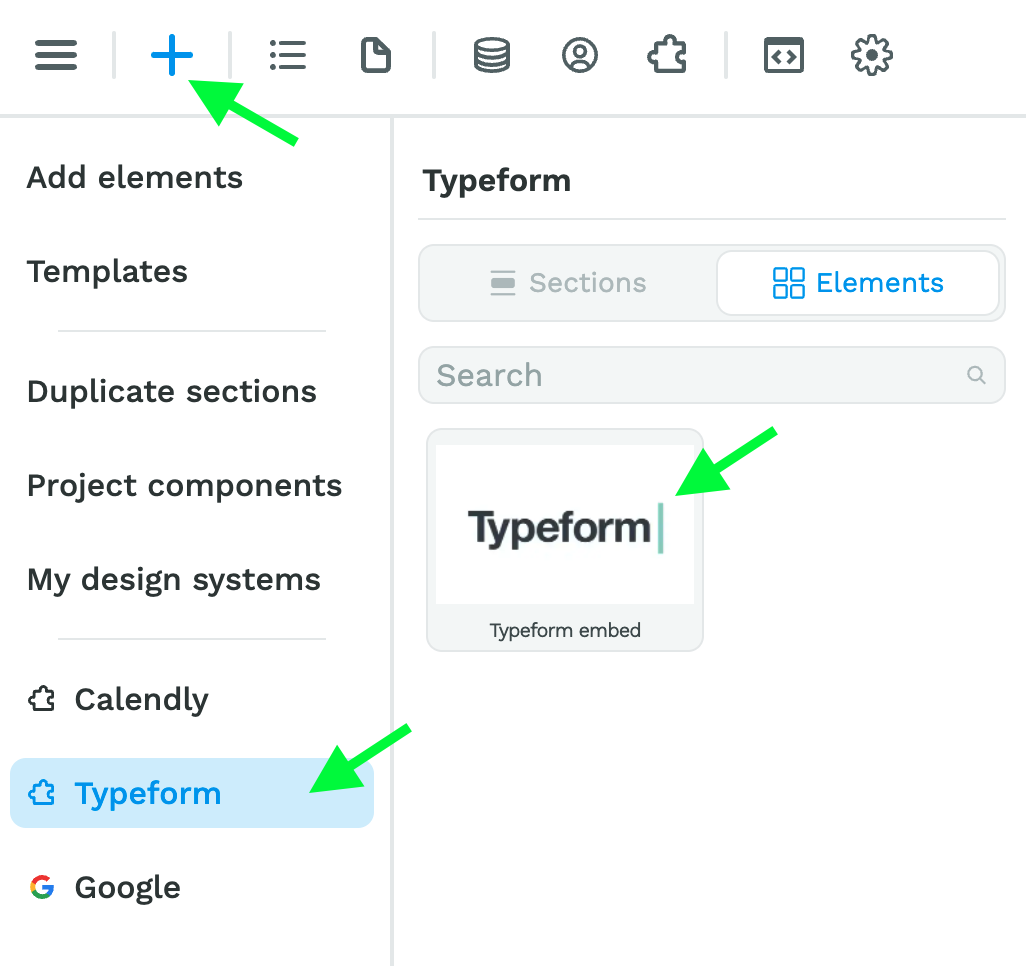 Add elements
Templates
Duplicate sections
Project components
My design systems
Calendly
Typeform
Google
Typeform
Sections
Elements
Search
Typeform
Typeform embed